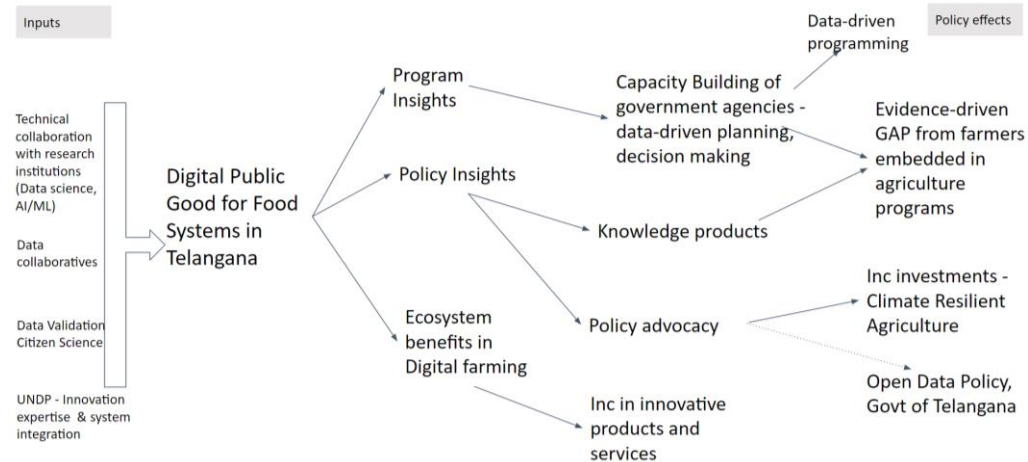 Inputs
Policy effects
Technical
collaboration
with research
institutions
(Data science,
AI/ML)
Data
collaboratives
Data Validation
Citizen Science
UNDP - Innovation
expertise & system
integration
Digital Public
Good for Food
Systems in
Telangana
Program
Insights
Policy Insights
Ecosystem
benefits in
Digital farming
Capacity Building of
government agencies -
data-driven planning,
decision making
Knowledge products
Policy advocacy
Inc in innovative
products and
services
Data-driven
programming
Evidence-driven
GAP from farmers
embedded in
agriculture
programs
Inc investments -
Climate Resilient
Agriculture
Open Data Policy,
Govt of Telangana